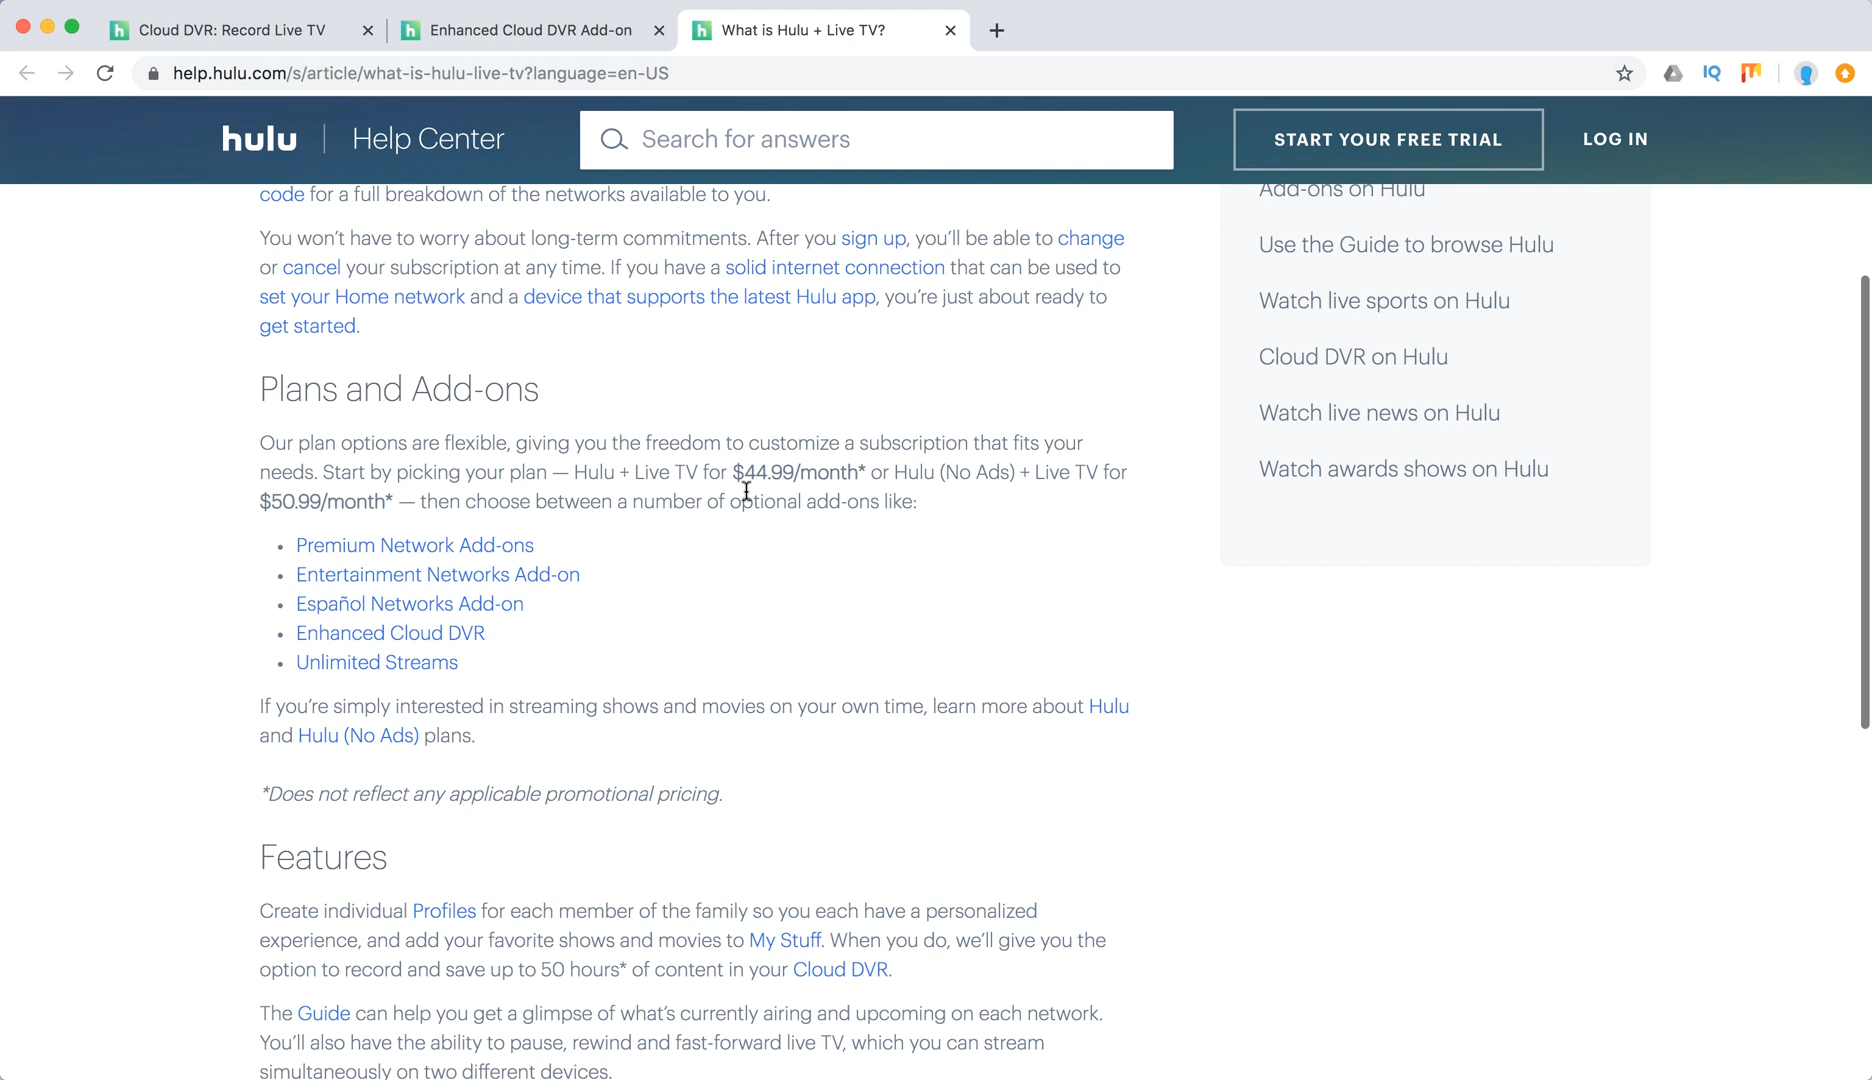 Cloud DVR: Record Live TV
Enhanced Cloud DVR Add-on
What is Hulu + Live TV?
help.hulu.com/s/article/what-is-hulu-live-tv?language=en-US
IQ
hulu
Help Center
Search for answers
START YOUR FREE TRIAL
LOG IN
code for a full breakdown of the networks available to you.
You won't have to worry about long-term commitments. After you sign up, you'll be able to change
or cancel your subscription at any time. If you have a solid internet connection that can be used to
set your Home network and a device that supports the latest Hulu app, you're just about ready to
get started.
Plans and Add-ons
Our plan options are flexible, giving you the freedom to customize a subscription that fits your
needs. Start by picking your plan — Hulu + Live TV for $44.99/month* or Hulu (No Ads) + Live TV for
$50.99/month* — then choose between a number of optional add-ons like:
• Premium Network Add-ons
• Entertainment Networks Add-on
• Español Networks Add-on
• Enhanced Cloud DVR
• Unlimited Streams
If you're simply interested in streaming shows and movies on your own time, learn more about Hulu
and Hulu (No Ads) plans.
*Does not reflect any applicable promotional pricing.
Features
Create individual Profiles for each member of the family so you each have a personalized
experience, and add your favorite shows and movies to My Stuff. When you do, we'll give you the
option to record and save up to 50 hours* of content in your Cloud DVR.
The Guide can help you get a glimpse of what's currently airing and upcoming on each network.
You'll also have the ability to pause, rewind and fast-forward live TV, which you can stream
simultaneously on two different devices.
Add-ons on Hulu
Use the Guide to browse Hulu
Watch live sports on Hulu
Cloud DVR on Hulu
Watch live news on Hulu
Watch awards shows on Hulu